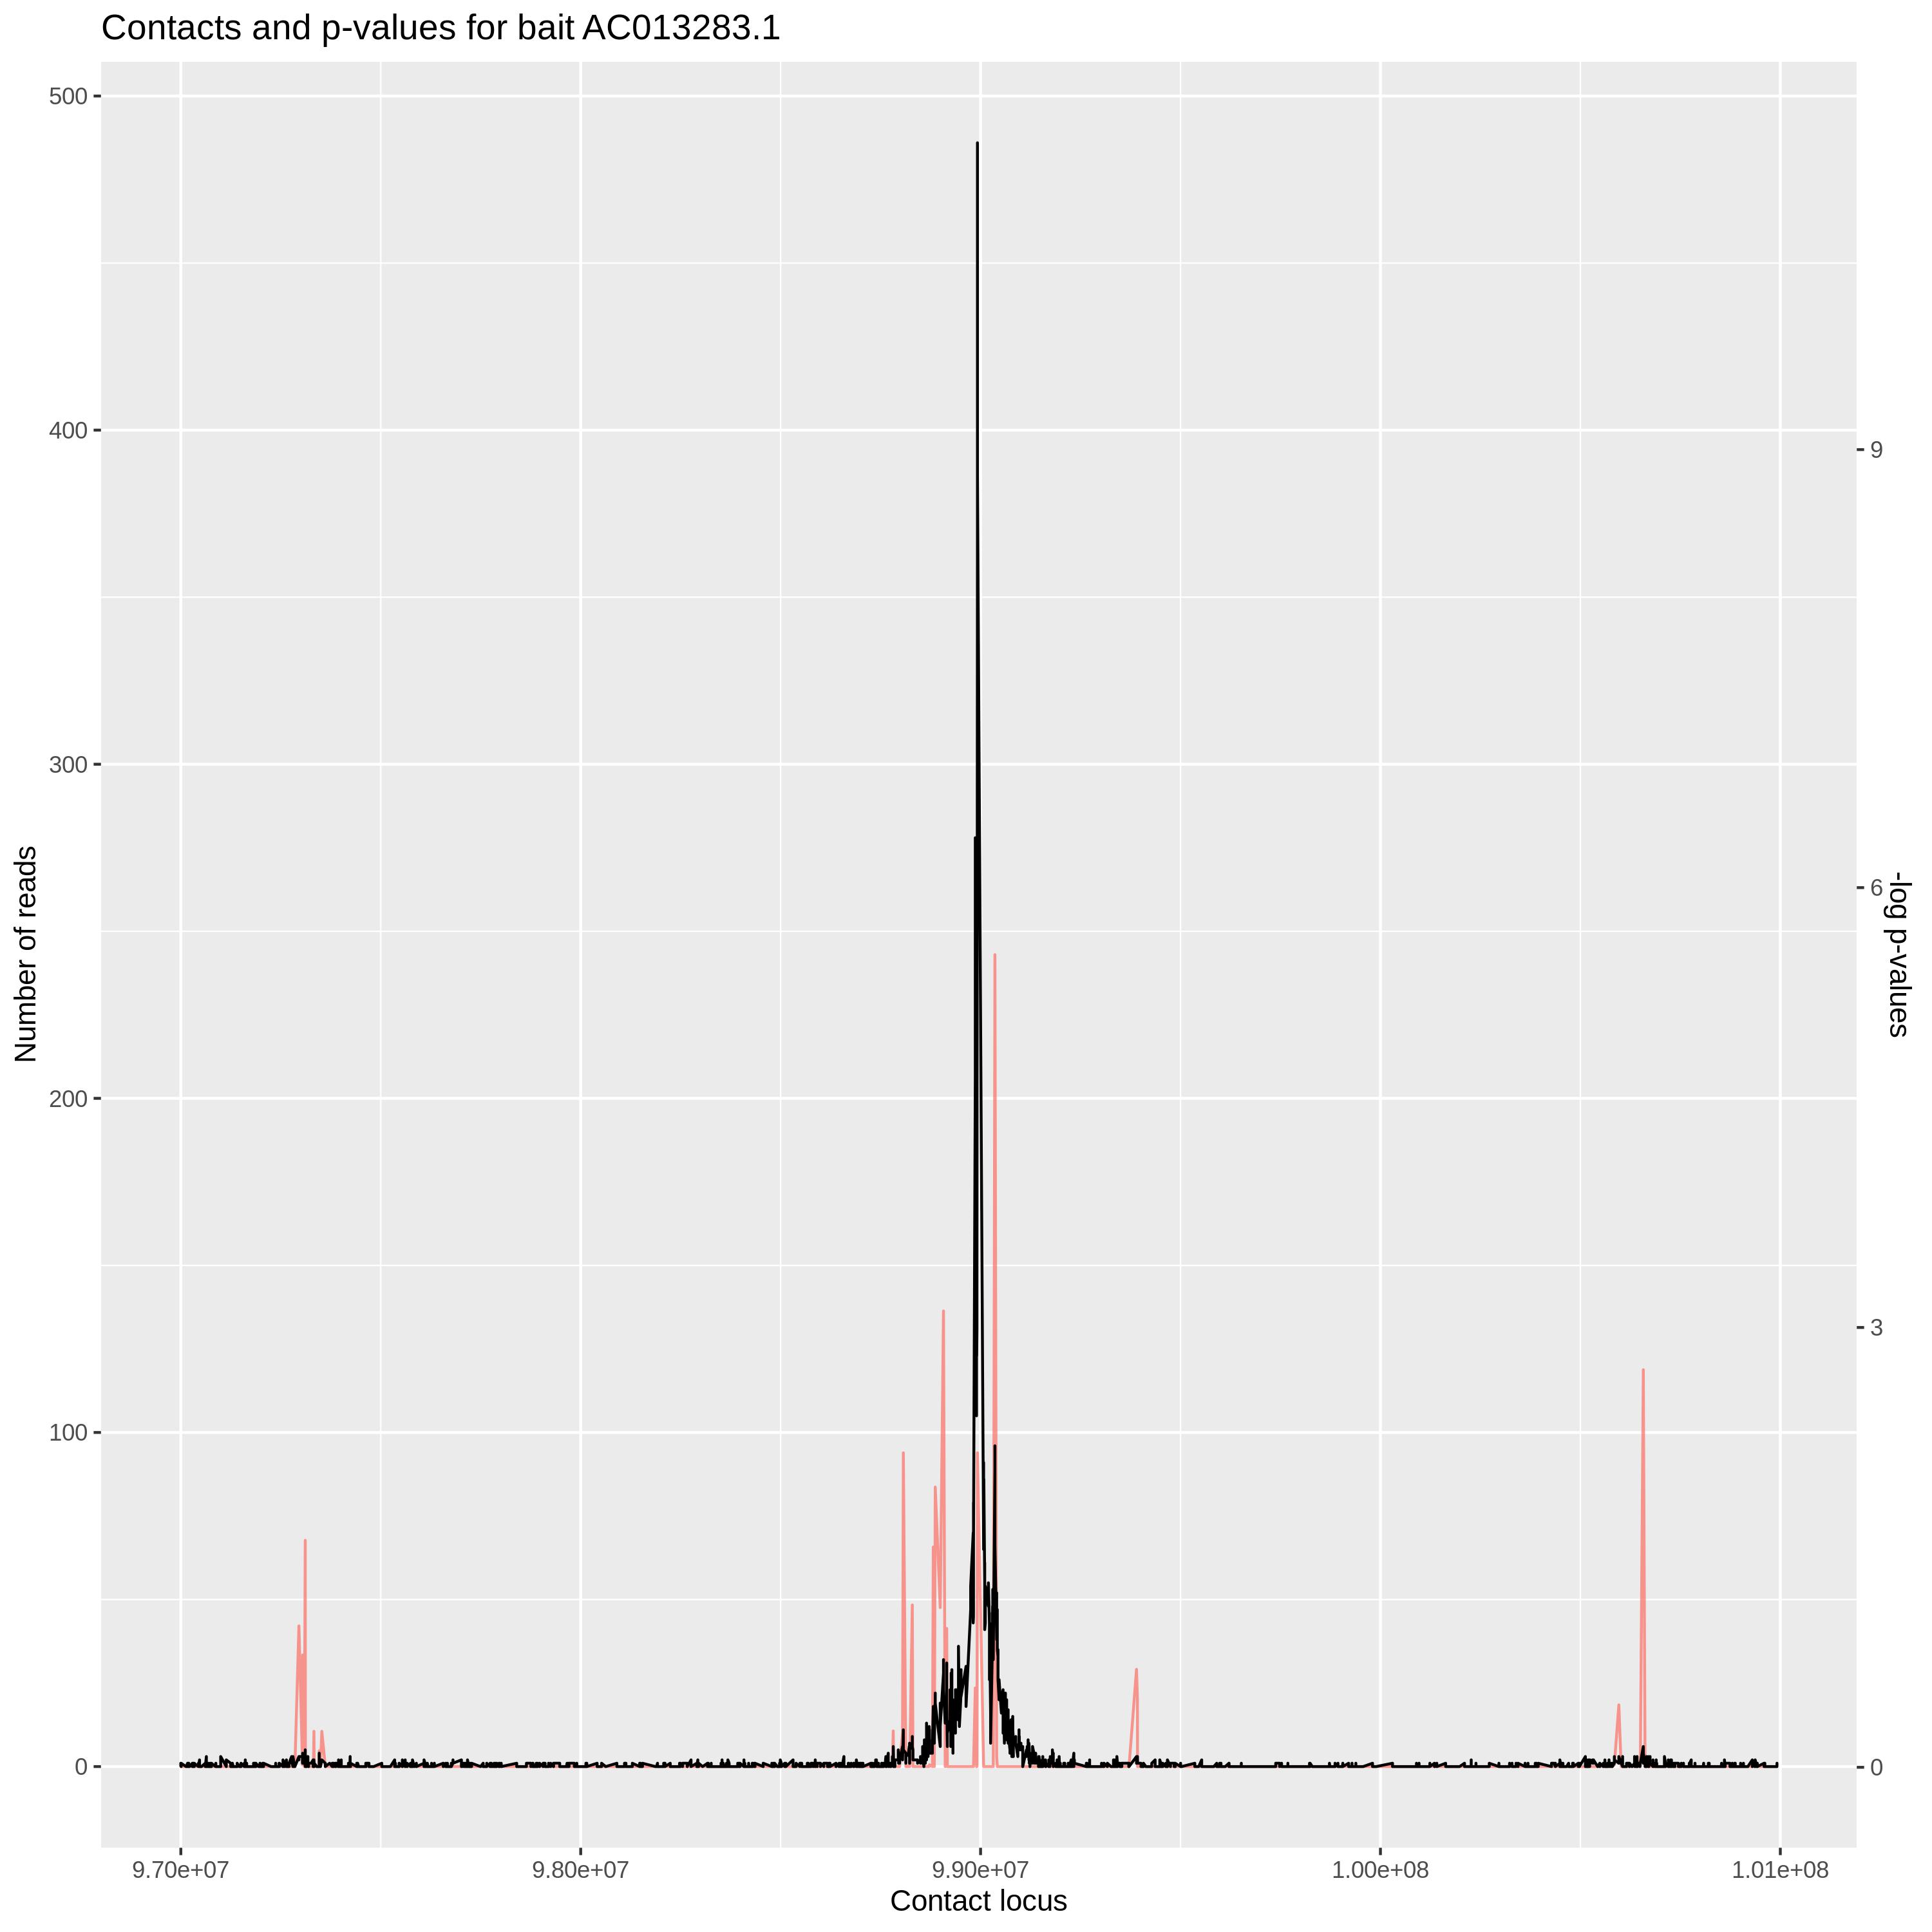 Contacts and p-values for bait AC013283.1
500
400
300
200
100
0
Number of reads
9
6
3
0
-log p-values
9.70e+07
9.80e+07
9.90e+07
1.00e+08
1.01e+08
Contact locus